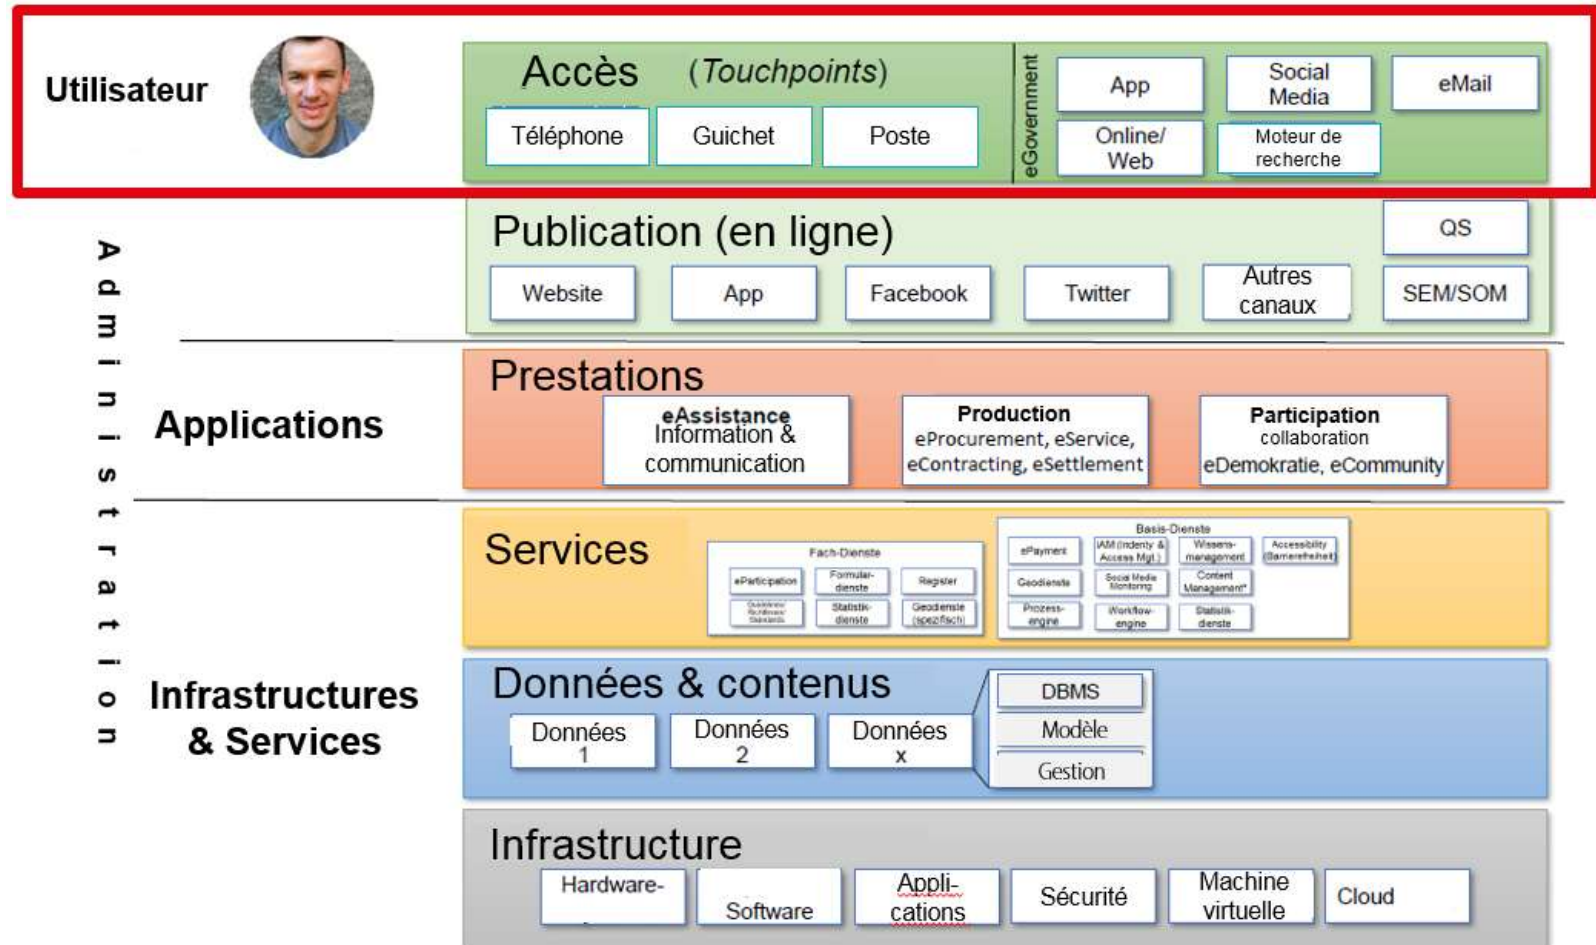 Utilisateur
Accès (Touchpoints)
Téléphone
Guichet
Poste
eGovernment
App
Social
Media
eMail
Online/
Web
Moteur de
recherche
Administration
Publication (en ligne)
QS
Website
App
Facebook
Twitter
Autres
canaux
SEM/SOM
Applications
Prestations
eAssistance
Information &
communication
Production
eProcurement, eService,
eContracting, eSettlement
Participation
collaboration
eDemokratie, eCommunity
Infrastructures
& Services
Services
Fach-Dienste
eParticipation
Formular-
dienste
Register
Statistik-
dienste
Geodienste
(spezifisch)
Basis-Dienste
ePayment
IAM (Indenty &
Access Mgt.)
Wissens-
management
Accessibility
(Barrierefreiheit)
Geodienste
Social Media
Monitoring
Content
Management*
Prozess-
engine
Workflow-
engine
Statistik-
dienste
Données & contenus
Données
1
Données
2
Données
x
DBMS
Modèle
Gestion
Infrastructure
Hardware-
Software
Appli-
cations
Sécurité
Machine
virtuelle
Cloud